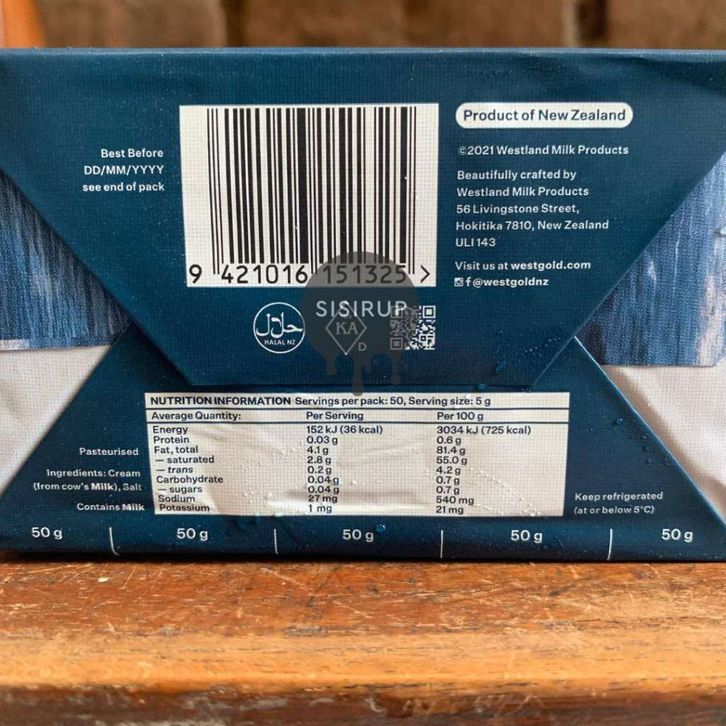 Best Before
DD/MM/YYYY
see end of pack
9 421016 151325 >
Product of New Zealand
©2021 Westland Milk Products
Beautifully crafted by
Westland Milk Products
56 Livingstone Street,
Hokitika 7810, New Zealand
ULI 143
Visit us at westgold.com
@westgoldnz
حلال
HALAL NZ
SISIRUP
KA
D
NUTRITION INFORMATION Servings per pack: 50, Serving size: 5 g
Average Quantity: Per Serving Per 100 g
Energy 152 kJ (36 kcal) 3034 kJ (725 kcal)
Protein 0.03 g 0.6 g
Fat, total 4.1 g 81.4 g
— saturated 2.8 g 55.0 g
— trans 0.2 g 4.2 g
Carbohydrate 0.04 g 0.7 g
— sugars 0.04 g 0.7 g
Sodium 27 mg 540 mg
Potassium 1 mg 21 mg
Pasteurised
Ingredients: Cream
(from cow's Milk), Salt
Contains Milk
Keep refrigerated
(at or below 5°C)
50 g 50 g 50 g 50 g 50 g